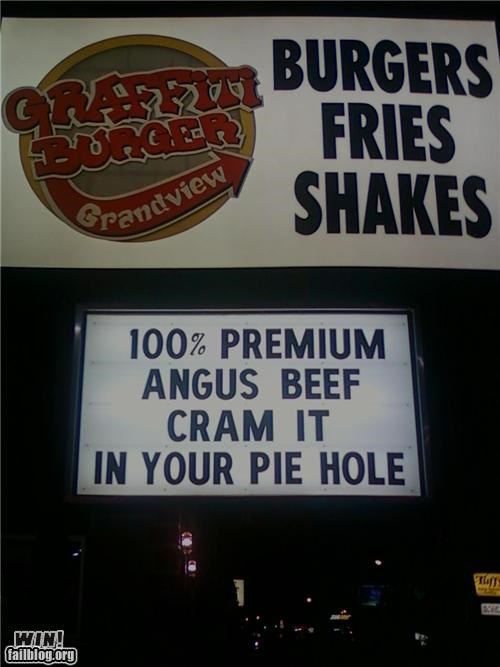 GRAFFITI
BURGER
Grandview
BURGERS
FRIES
SHAKES
100% PREMIUM
ANGUS BEEF
CRAM IT
IN YOUR PIE HOLE
WIN!
failblog.org